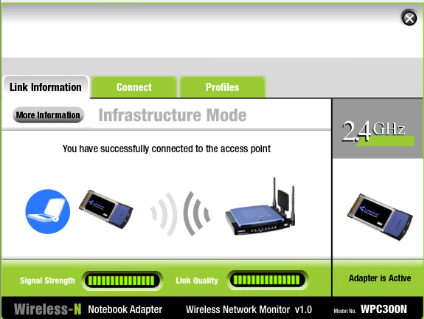 Link Information Connect Profiles
More Information Infrastructure Mode
2.4GHz
You have successfully connected to the access point
Signal Strength Link Quality Adapter is Active
Wireless-N Notebook Adapter Wireless Network Monitor v1.0 Model No. WPC300N